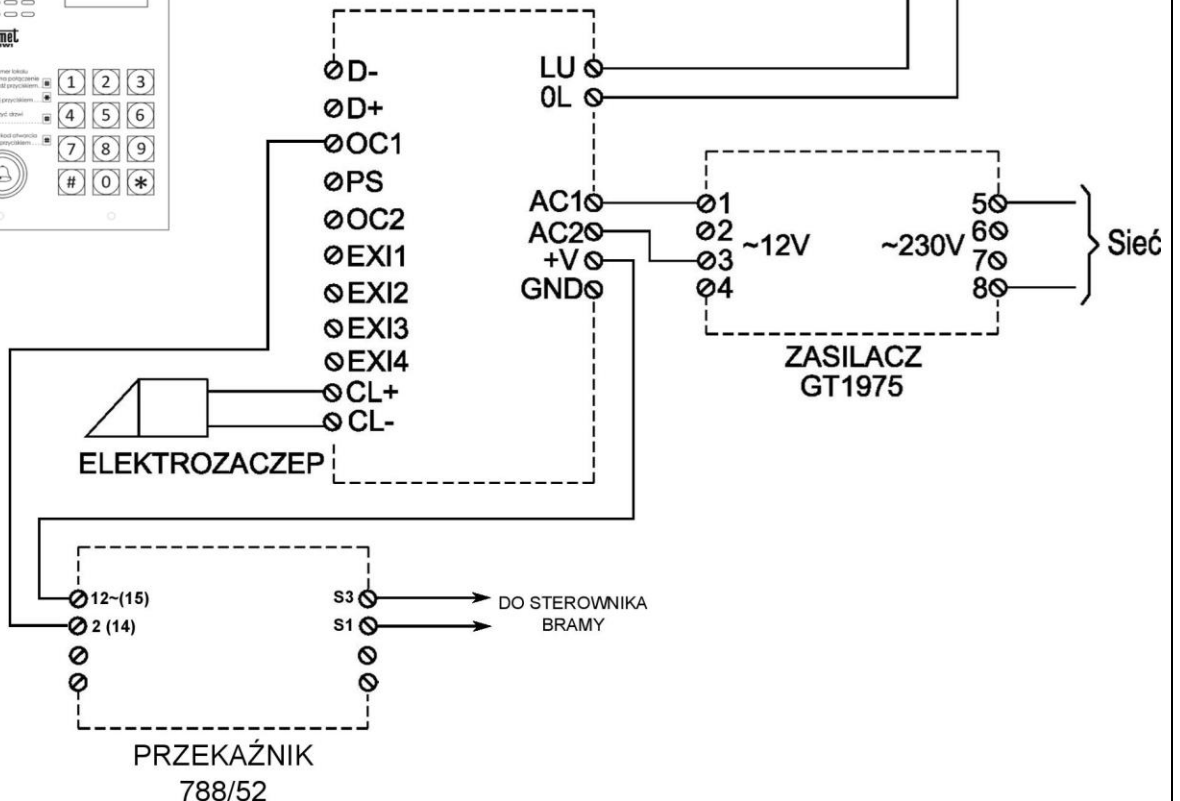 met
1 2 3
4 5 6
7 8 9
# 0 *
D-
D+
OC1
PS
OC2
EXI1
EXI2
EXI3
EXI4
CL+
CL-
LU
0L
AC1
AC2
+V
GND
ELEKTROZACZEP
1
2
3
4
~12V
~230V
5
6
7
8
Sieć
ZASILACZ
GT1975
12~(15)
2 (14)
S3
S1
DO STEROWNIKA
BRAMY
PRZEKAŹNIK
788/52